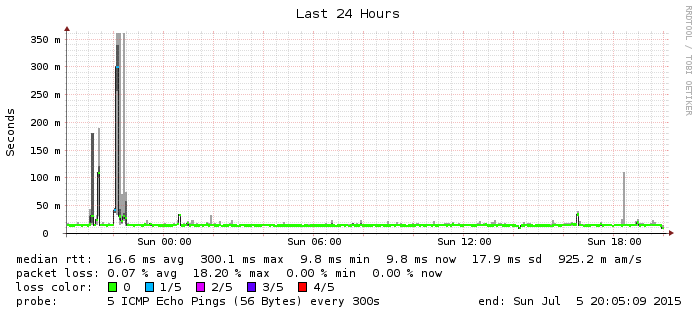 Last 24 Hours
RRDTOOL / TOBI OETIKER
Seconds
350 m
300 m
250 m
200 m
150 m
100 m
50 m
0
Sun 00:00 Sun 06:00 Sun 12:00 Sun 18:00
median rtt: 16.6 ms avg 300.1 ms max 9.8 ms min 9.8 ms now 17.9 ms sd 925.2 m am/s
packet loss: 0.07 % avg 18.20 % max 0.00 % min 0.00 % now
loss color: 0 1/5 2/5 3/5 4/5
probe: 5 ICMP Echo Pings (56 Bytes) every 300s end: Sun Jul 5 20:05:09 2015